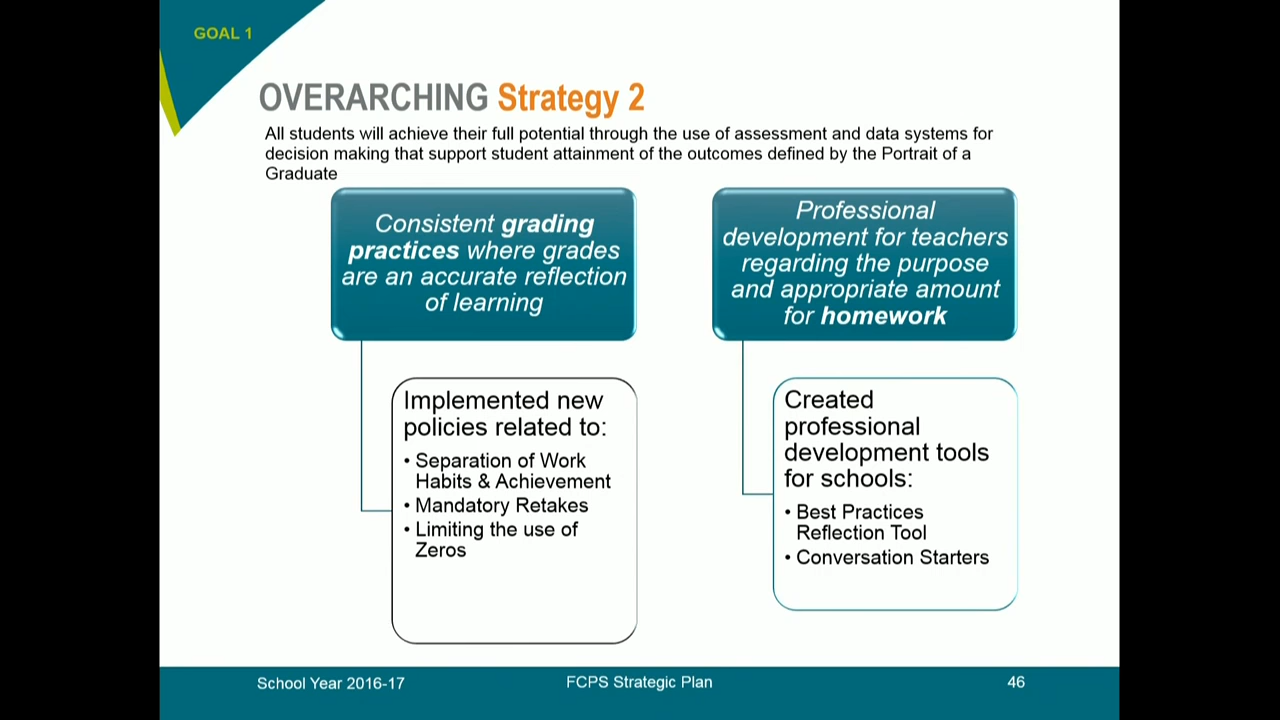 GOAL 1
OVERARCHING Strategy 2
All students will achieve their full potential through the use of assessment and data systems for
decision making that support student attainment of the outcomes defined by the Portrait of a
Graduate
Consistent grading
practices where grades
are an accurate reflection
of learning
Implemented new
policies related to:
• Separation of Work
Habits & Achievement
• Mandatory Retakes
• Limiting the use of
Zeros
Professional
development for teachers
regarding the purpose
and appropriate amount
for homework
Created
professional
development tools
for schools:
• Best Practices
Reflection Tool
• Conversation Starters
School Year 2016-17
FCPS Strategic Plan
46